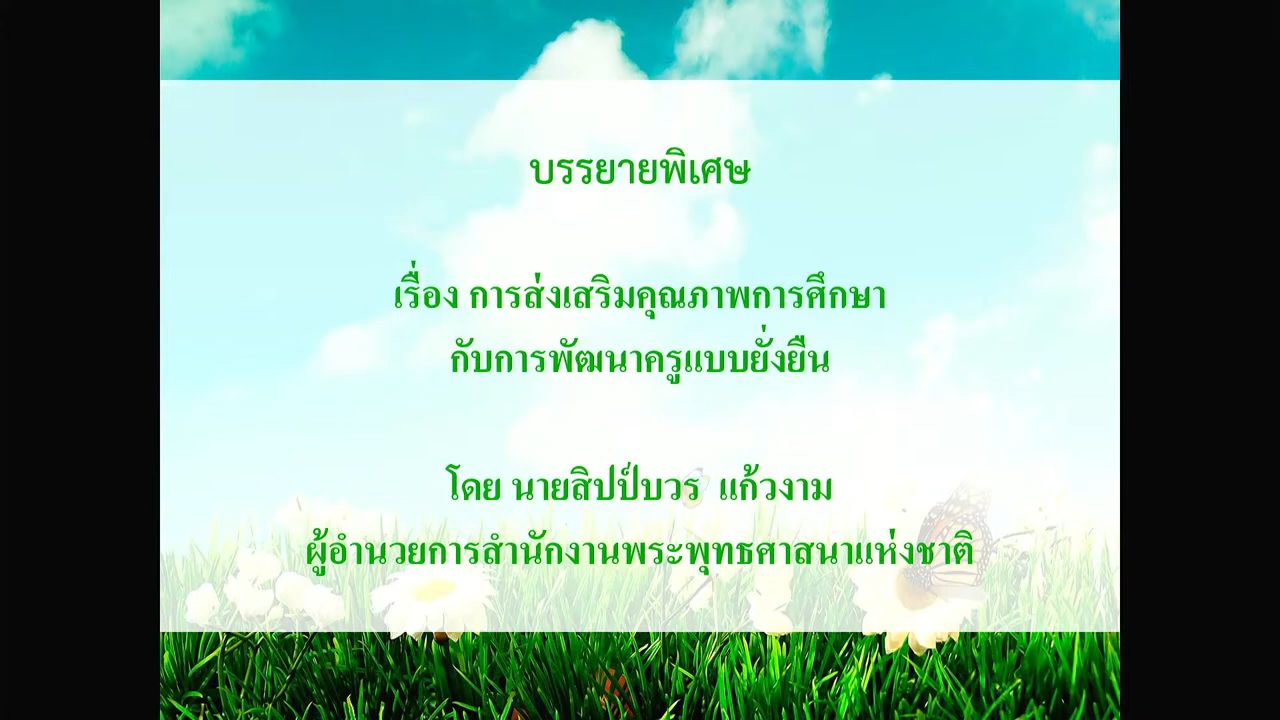 บรรยายพิเศษ
เรื่อง การส่งเสริมคุณภาพการศึกษา
กับการพัฒนาครูแบบยั่งยืน
โดย นายสิปป์บวร แก้วงาม
ผู้อำนวยการสำนักงานพระพุทธศาสนาแห่งชาติ